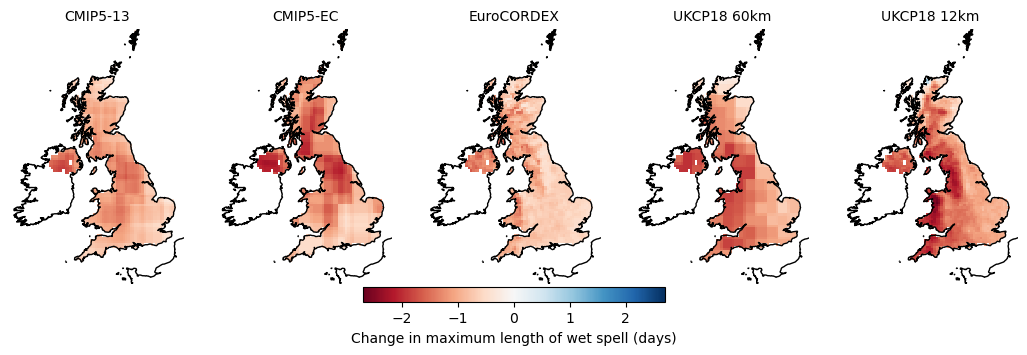 CMIP5-13 CMIP5-EC EuroCORDEX UKCP18 60km UKCP18 12km
−2 −1 0 1 2
Change in maximum length of wet spell (days)